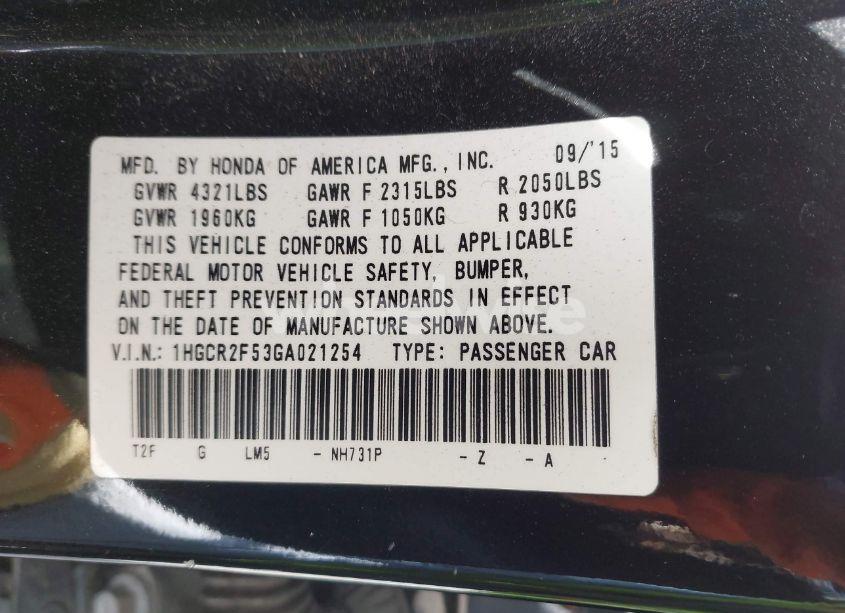 MFD. BY HONDA OF AMERICA MFG., INC. 09/'15
GVWR 4321LBS GAWR F 2315LBS R 2050LBS
GVWR 1960KG GAWR F 1050KG R 930KG
THIS VEHICLE CONFORMS TO ALL APPLICABLE
FEDERAL MOTOR VEHICLE SAFETY, BUMPER,
AND THEFT PREVENTION STANDARDS IN EFFECT
ON THE DATE OF MANUFACTURE SHOWN ABOVE.
V.I.N.: 1HGCR2F53GA021254 TYPE: PASSENGER CAR
T2F G LM5 - NH731P - Z - A